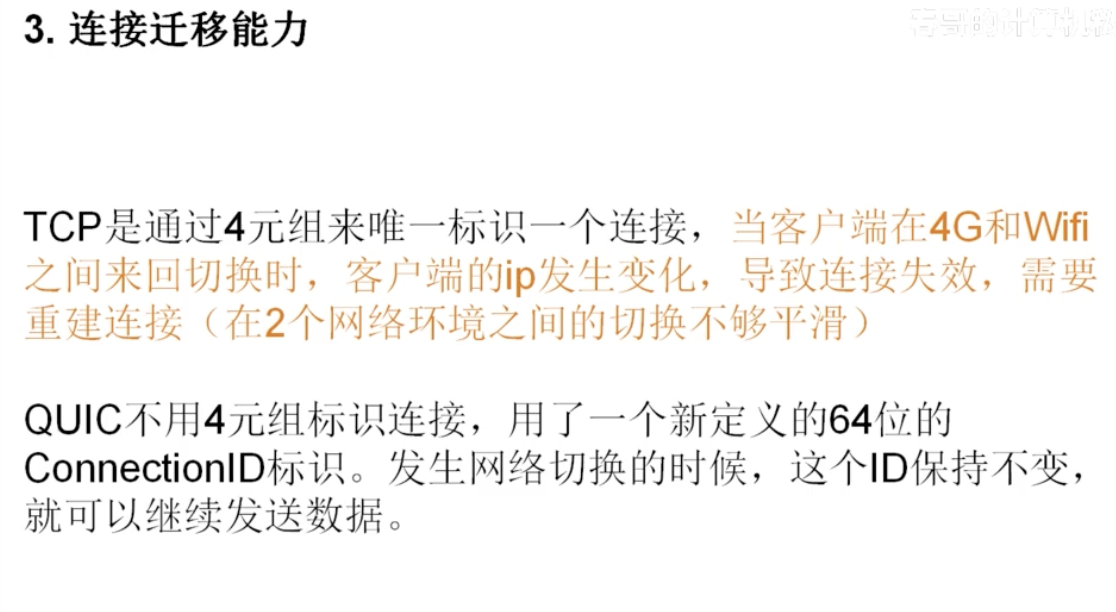 3. 连接迁移能力
TCP是通过4元组来唯一标识一个连接，当客户端在4G和Wifi
之间来回切换时，客户端的ip发生变化，导致连接失效，需要
重建连接（在2个网络环境之间的切换不够平滑）
QUIC不用4元组标识连接，用了一个新定义的64位的
ConnectionID标识。发生网络切换的时候，这个ID保持不变，
就可以继续发送数据。